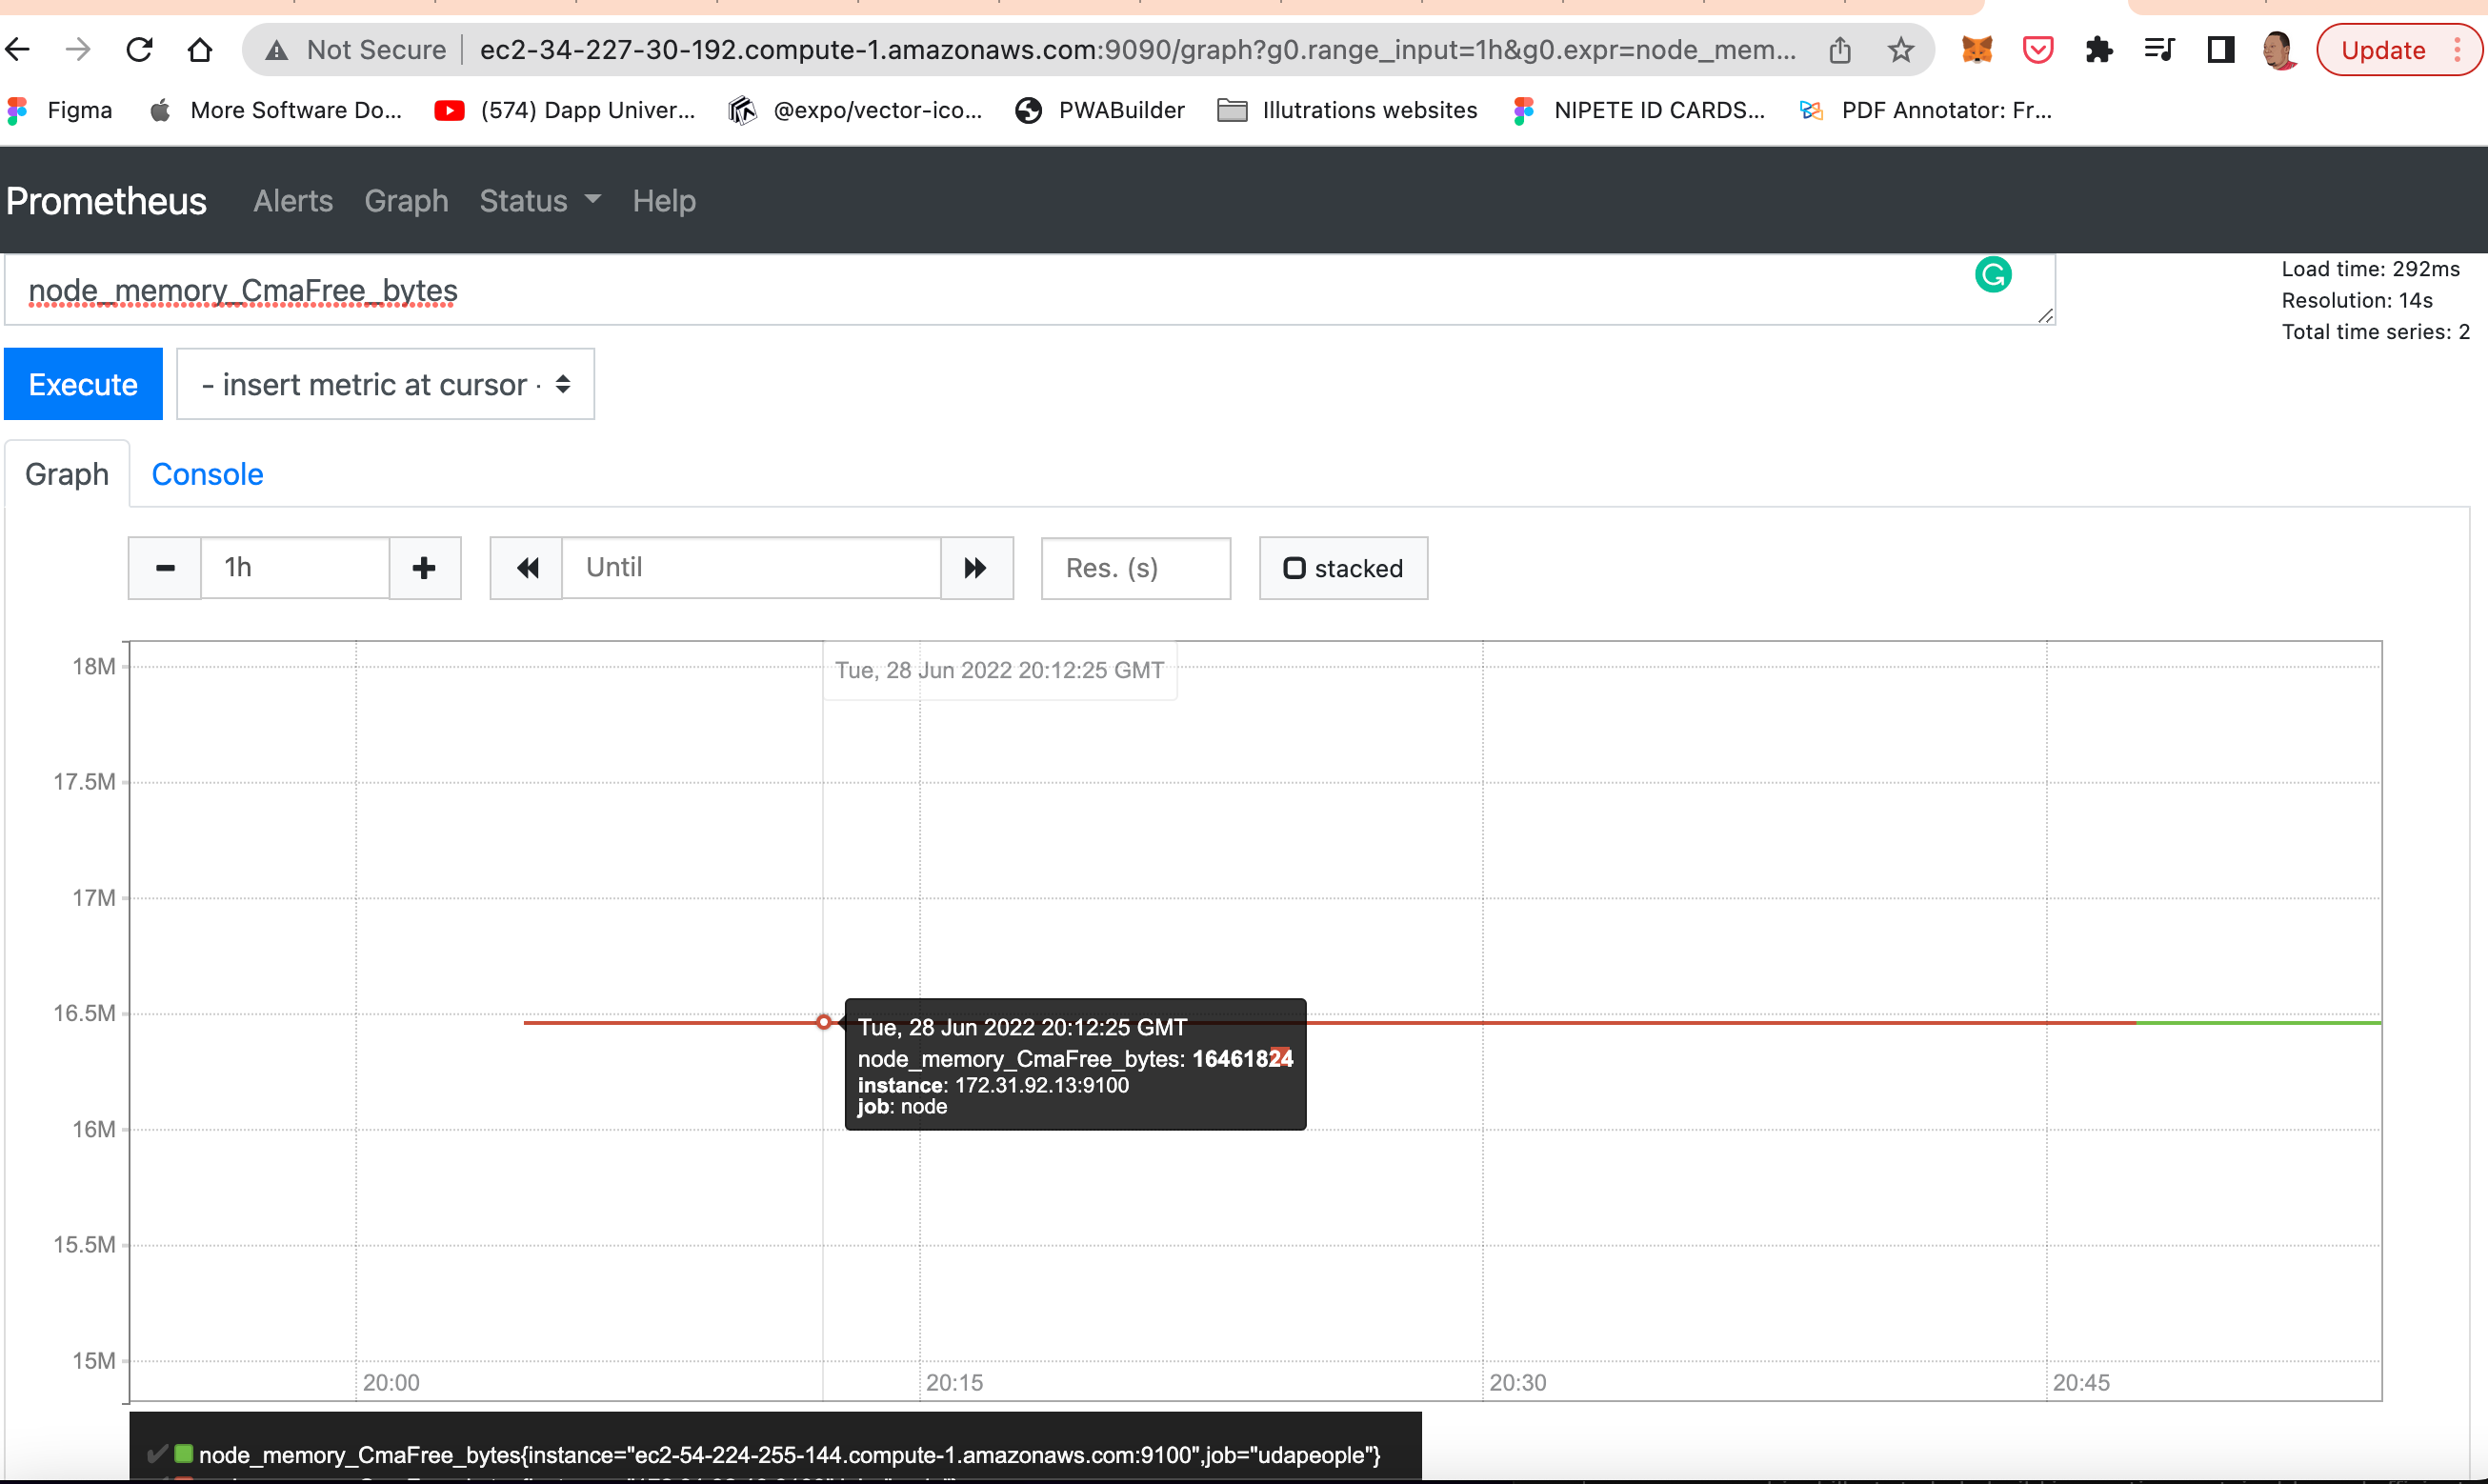 Not Secure
ec2-34-227-30-192.compute-1.amazonaws.com:9090/graph?g0.range_input=1h&g0.expr=node_mem...
Update
Figma
More Software Do...
(574) Dapp Univer...
@expo/vector-ico...
PWABuilder
Illutrations websites
NIPETE ID CARDS...
PDF Annotator: Fr...
Prometheus
Alerts
Graph
Status
Help
node_memory_CmaFree_bytes
Load time: 292ms
Resolution: 14s
Total time series: 2
Execute
- insert metric at cursor ·
Graph
Console
1h
Until
Res. (s)
stacked
18M
17.5M
17M
16.5M
16M
15.5M
15M
Tue, 28 Jun 2022 20:12:25 GMT
Tue, 28 Jun 2022 20:12:25 GMT
node_memory_CmaFree_bytes: 16461824
instance: 172.31.92.13:9100
job: node
20:00
20:15
20:30
20:45
node_memory_CmaFree_bytes{instance="ec2-54-224-255-144.compute-1.amazonaws.com:9100",job="udapeople"}